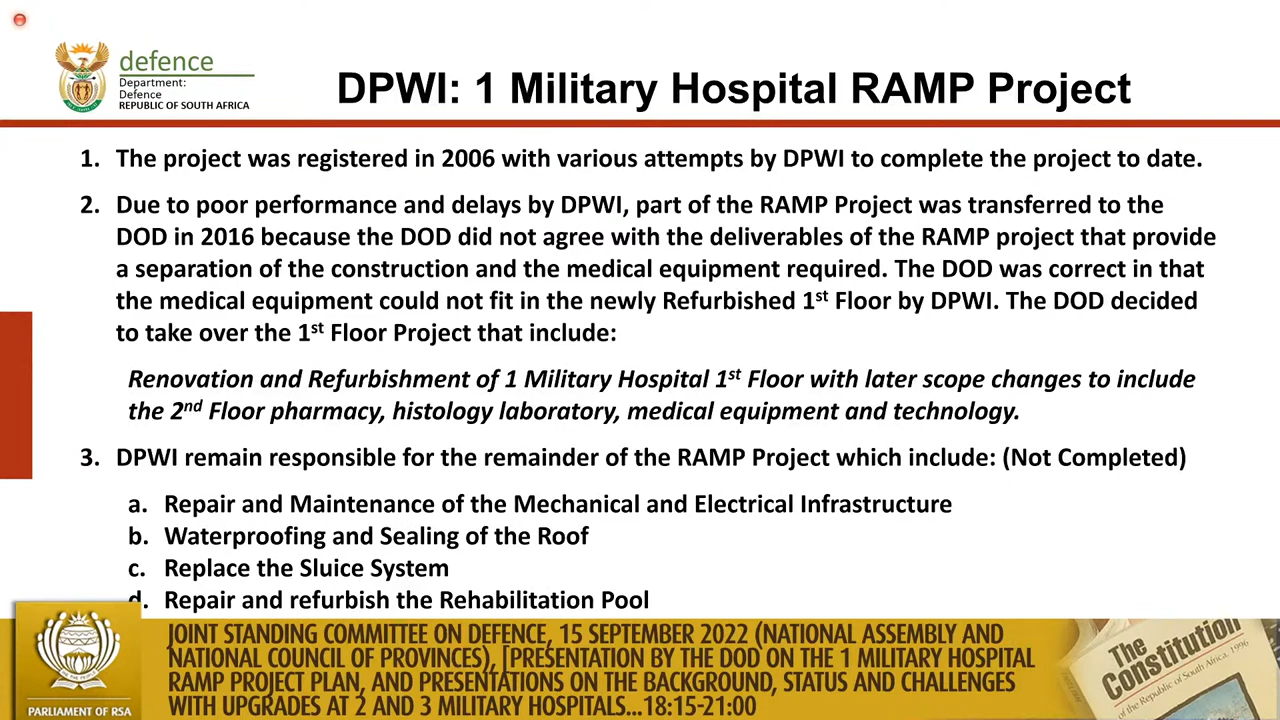 defence
Department:
Defence
REPUBLIC OF SOUTH AFRICA
DPWI: 1 Military Hospital RAMP Project
1. The project was registered in 2006 with various attempts by DPWI to complete the project to date.
2. Due to poor performance and delays by DPWI, part of the RAMP Project was transferred to the
DOD in 2016 because the DOD did not agree with the deliverables of the RAMP project that provide
a separation of the construction and the medical equipment required. The DOD was correct in that
the medical equipment could not fit in the newly Refurbished 1st Floor by DPWI. The DOD decided
to take over the 1st Floor Project that include:
Renovation and Refurbishment of 1 Military Hospital 1st Floor with later scope changes to include
the 2nd Floor pharmacy, histology laboratory, medical equipment and technology.
3. DPWI remain responsible for the remainder of the RAMP Project which include: (Not Completed)
a. Repair and Maintenance of the Mechanical and Electrical Infrastructure
b. Waterproofing and Sealing of the Roof
c. Replace the Sluice System
d. Repair and refurbish the Rehabilitation Pool
JOINT STANDING COMMITTEE ON DEFENCE, 15 SEPTEMBER 2022 (NATIONAL ASSEMBLY AND
NATIONAL COUNCIL OF PROVINCES), [PRESENTATION BY THE DOD ON THE 1 MILITARY HOSPITAL
RAMP PROJECT PLAN, AND PRESENTATIONS ON THE BACKGROUND, STATUS AND CHALLENGES
WITH UPGRADES AT 2 AND 3 MILITARY HOSPITALS...18:15-21:00
PARLIAMENT OF RSA
The
Constitution
of the Republic of South Africa, 1996